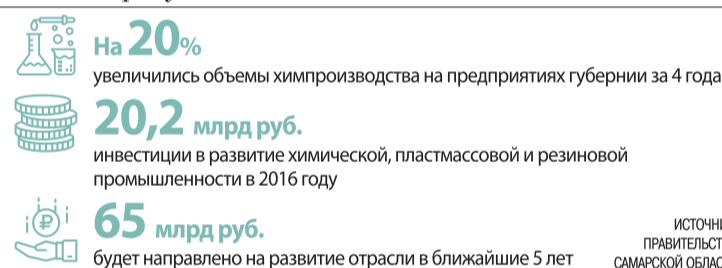 На 20%
увеличились объемы химпроизводства на предприятиях губернии за 4 года
20,2 млрд руб.
инвестиции в развитие химической, пластмассовой и резиновой
промышленности в 2016 году
65 млрд руб.
будет направлено на развитие отрасли в ближайшие 5 лет
САМАРСКОЙ